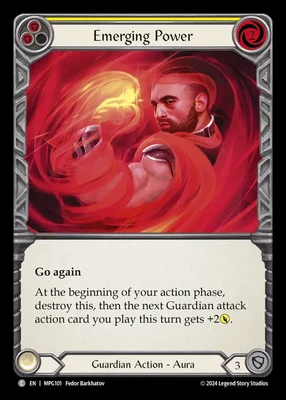 Emerging Power
Go again
At the beginning of your action phase,
destroy this, then the next Guardian attack
action card you play this turn gets +2.
Guardian Action - Aura
3
C EN | MPG101 Fedor Barkhatov
© 2024 Legend Story Studios